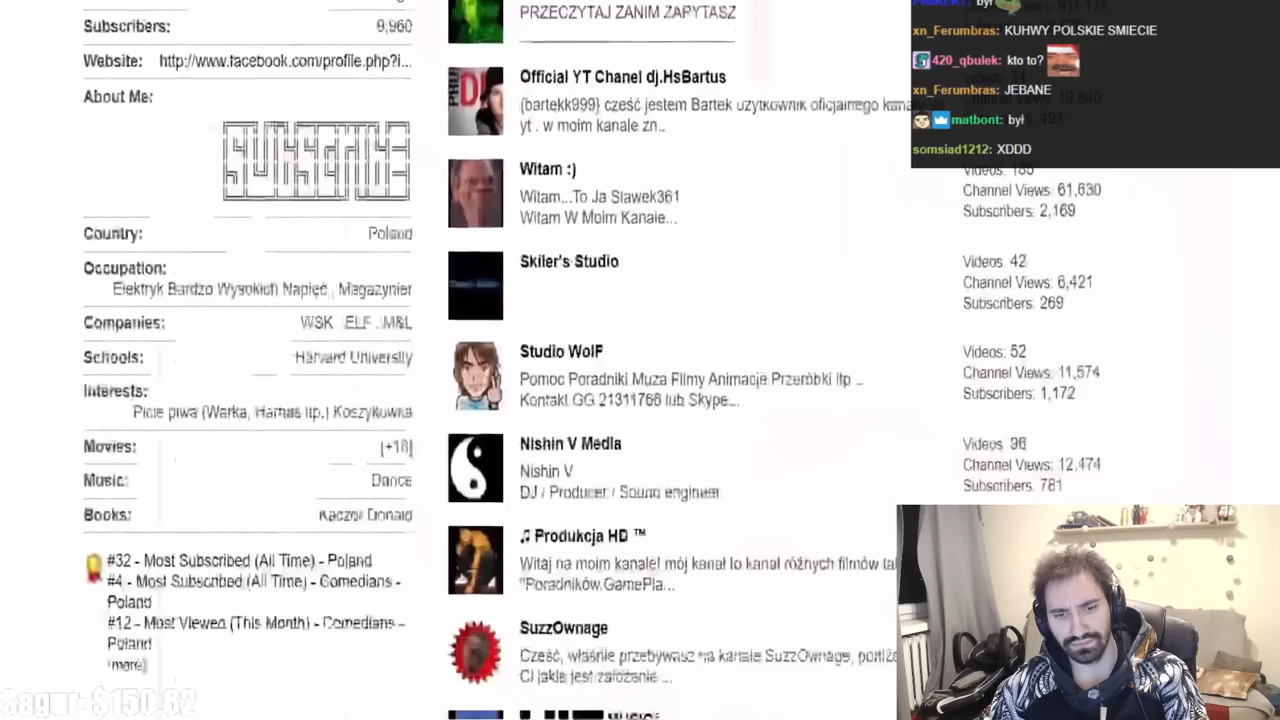 Subscribers: 9,960
Website: http://www.facebook.com/profile.php?i...
About Me:
Country: Poland
Occupation:
Elektryk Bardzo Wysokich Napięć, Magazynier
Companies: WSK ELF M&L
Schools: Harvard University
Interests:
Picie piwa (Warka, Harnas itp.) Koszykowka
Movies: [+18]
Music: Dance
Books: Kaczor Donald
#32 - Most Subscribed (All Time) - Poland
#4 - Most Subscribed (All Time) - Comedians -
Poland
#12 - Most Viewed (This Month) - Comedians -
Poland
(more)
$150.62
PRZECZYTAJ ZANIM ZAPYTASZ
Official YT Chanel dj.HsBartus
(bartekk999) cześć jestem Bartek uzytkownik oficjalnego
yt . w moim kanale zn...
Witam :)
Witam...To Ja Slawek361
Witam W Moim Kanale...
Videos:
Channel Views: 61,630
Subscribers: 2,169
Skiler's Studio
Videos: 42
Channel Views: 6,421
Subscribers: 269
Studio WolF
Pomoc Poradniki Muza Filmy Animacje Przeróbki Itp ...
Kontakt GG 21311766 lub Skype...
Videos: 52
Channel Views: 11,574
Subscribers: 1,172
Nishin V Media
Nishin V
DJ / Producer / Sound engineer
Videos: 36
Channel Views: 12,474
Subscribers: 781
♫ Produkcja HD ™
Witaj na moim kanale! mój kanał to kanał różnych filmów
"Poradników,GamePla...
SuzzOwnage
Cześć, właśnie przebywasz na kanale SuzzOwnage,
Ci jakie jest założenie ...
był
xn_Ferumbras: KUHWY POLSKIE SMIECIE
420_qbulek: kto to?
xn_Ferumbras: JEBANE
matbont: był
somsiad1212: XDDD